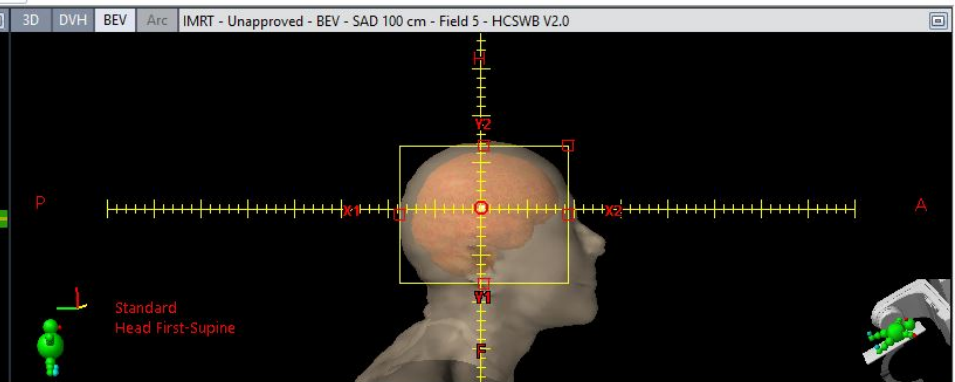 3D DVH BEV Arc IMRT - Unapproved - BEV - SAD 100 cm - Field 5 - HCSWB V2.0
H
Y2
P X1 X2 A
Standard
Head First-Supine
Y1
F